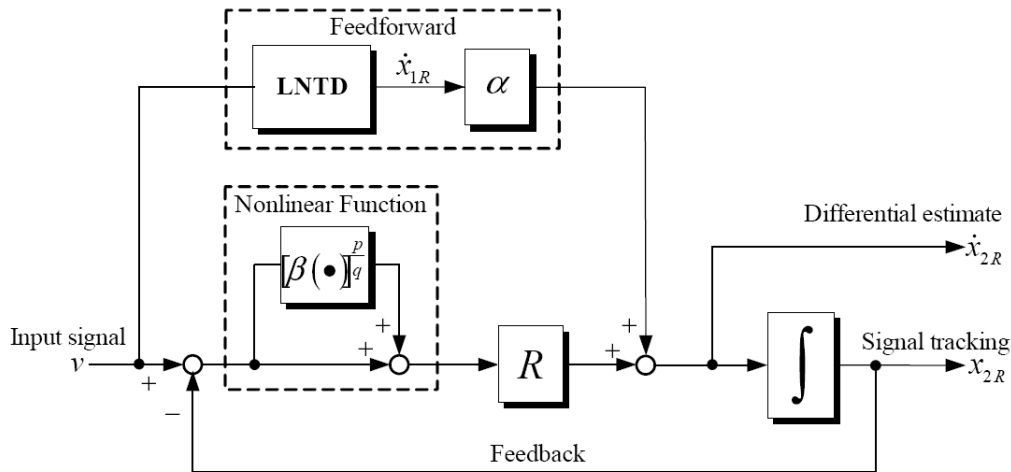 Feedforward
LNTD
ẋ₁R
α
Nonlinear Function
[β(•)]^{p/q}
Differential estimate
ẋ₂R
Input signal
v
+
−
+
+
R
+
+
∫
Signal tracking
x₂R
Feedback